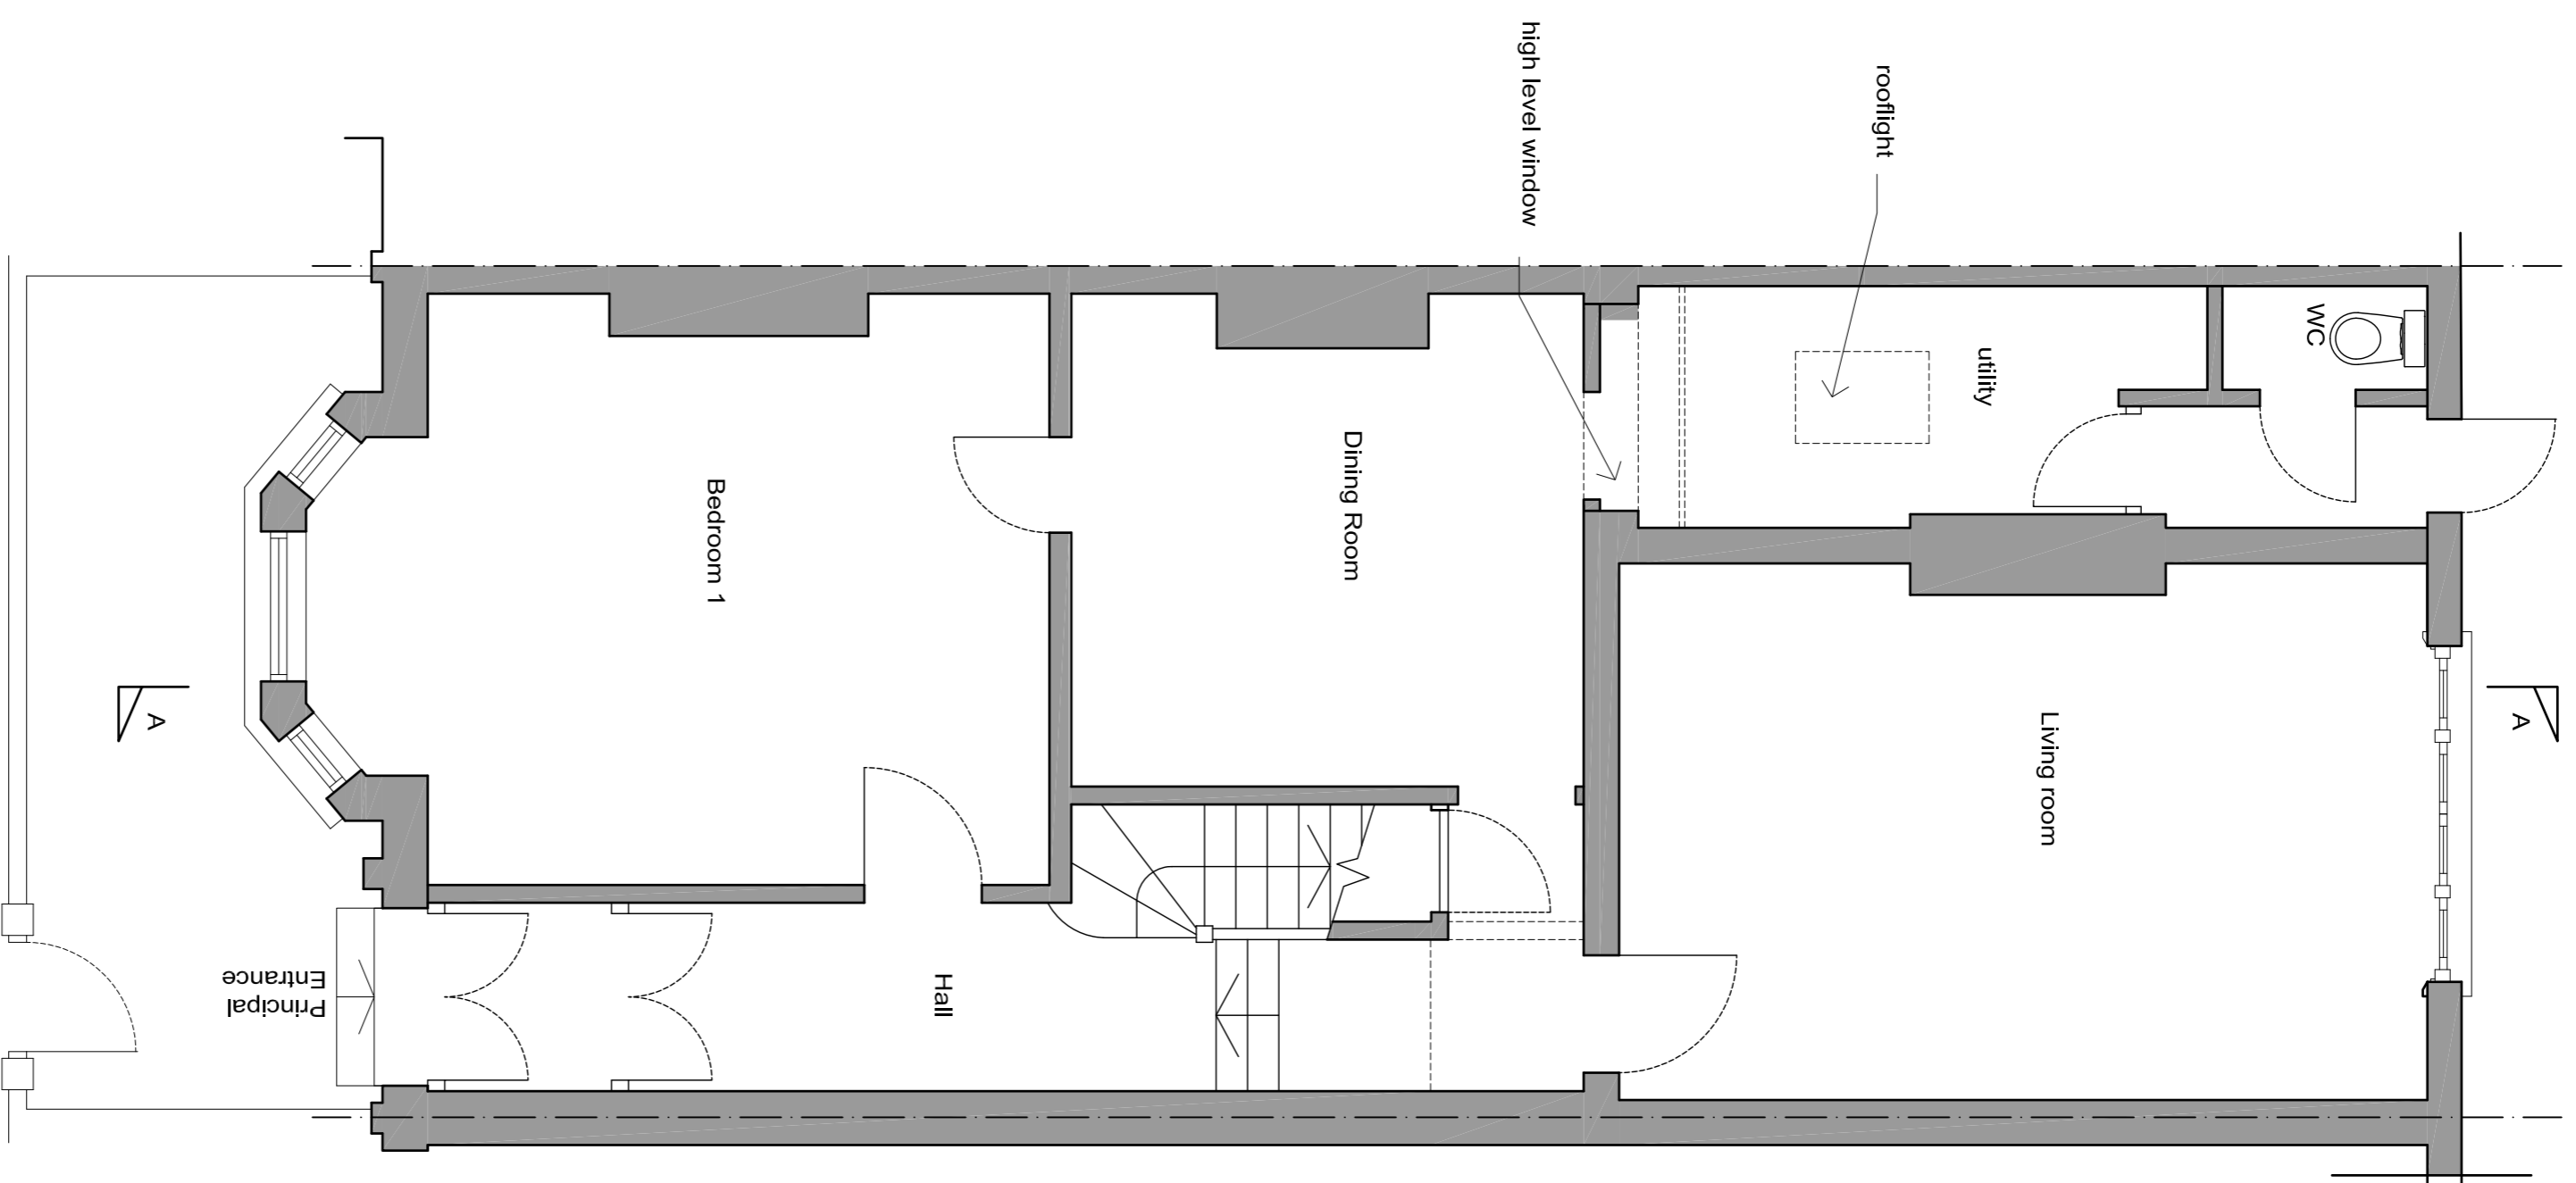 high level window
rooflight
WC
utility
Dining Room
Bedroom 1
Living room
A
A
Hall
Principal
Entrance